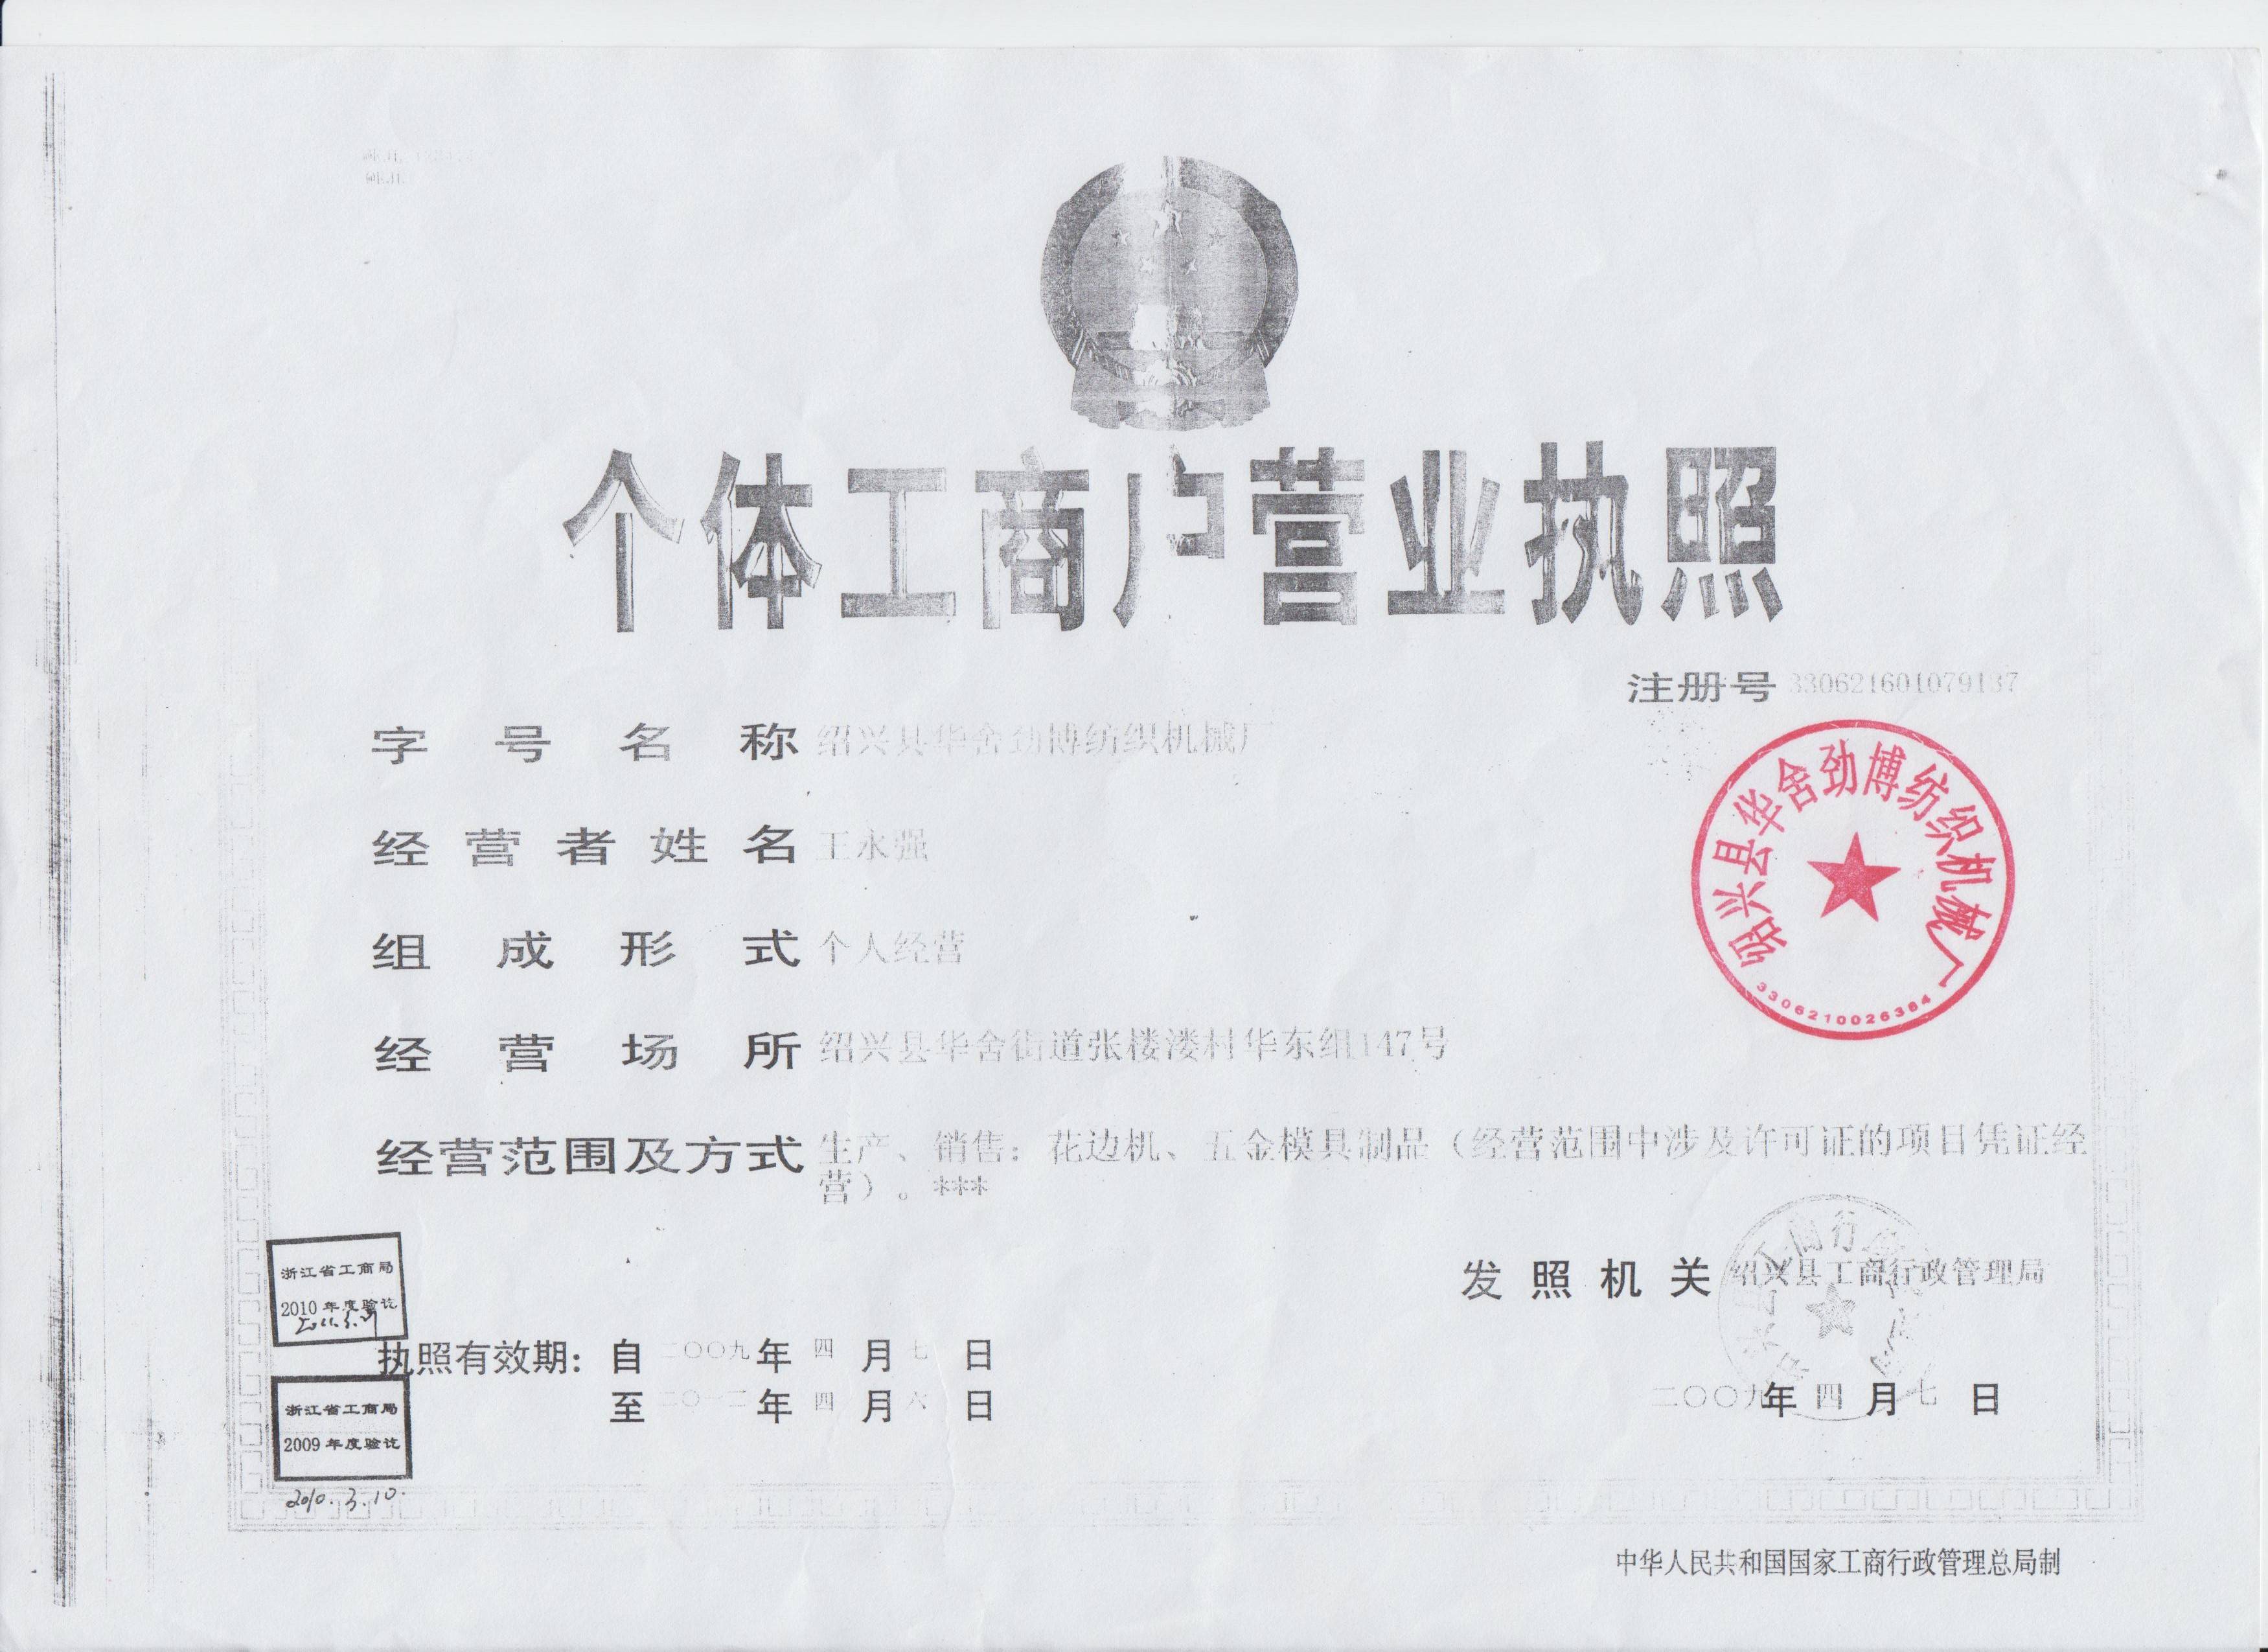 个体工商户营业执照
注册号 330621601079137
字号名称 绍兴县华舍劲博纺织机械厂
经营者姓名 王永强
组成形式 个人经营
经营场所 绍兴县华舍街道张楼溇村华东组147号
经营范围及方式 生产、销售：花边机、五金模具制品（经营范围中涉及许可证的项目凭证经
营）。***
绍兴县华舍劲博纺织机械厂
3306210026384
发照机关 绍兴县工商行政管理局
浙江省工商局
2010 年度验讫
执照有效期：自 二〇〇九 年 四 月 七 日
至 二〇一二 年 四 月 六 日
二〇〇九 年 四 月 七 日
浙江省工商局
2009 年度验讫
2010.3.10.
中华人民共和国国家工商行政管理总局制